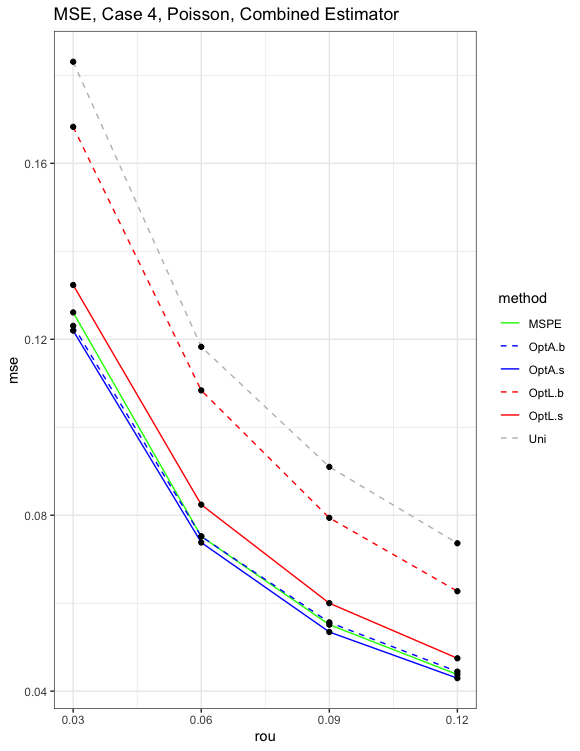 MSE, Case 4, Poisson, Combined Estimator
0.16
0.12
0.08
0.04
mse
0.03 0.06 0.09 0.12
rou
method
MSPE
OptA.b
OptA.s
OptL.b
OptL.s
Uni